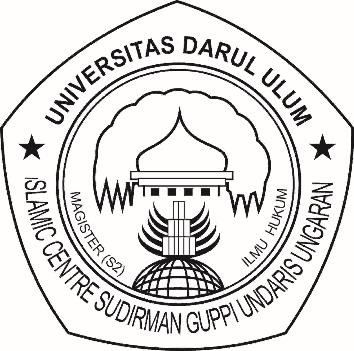 UNIVERSITAS DARUL ULUM
ISLAMIC CENTRE SUDIRMAN GUPPI UNDARIS UNGARAN
MAGISTER (S2)
ILMU HUKUM